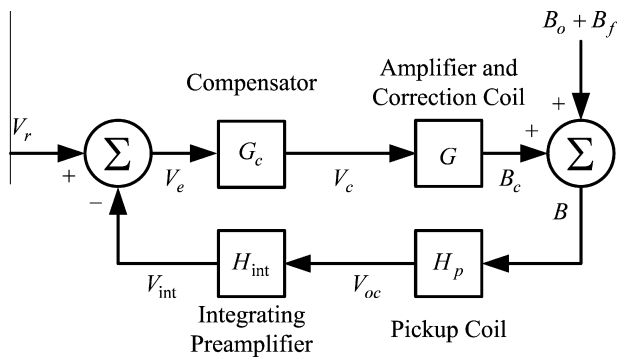 B_o + B_f
Compensator
Amplifier and
Correction Coil
V_r
+
−
Σ
V_e
G_c
V_c
G
B_c
+
+
Σ
B
V_int
H_int
V_oc
H_p
Integrating
Preamplifier
Pickup Coil